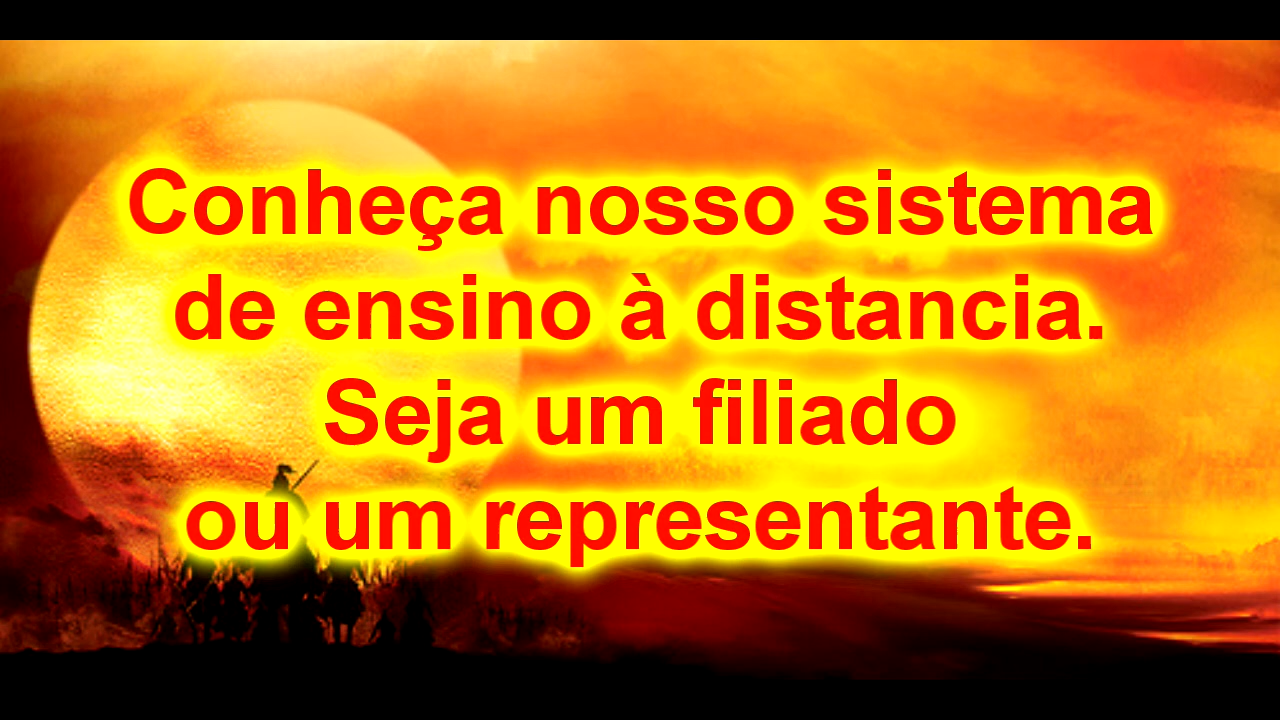 Conheça nosso sistema
de ensino à distancia.
Seja um filiado
ou um representante.